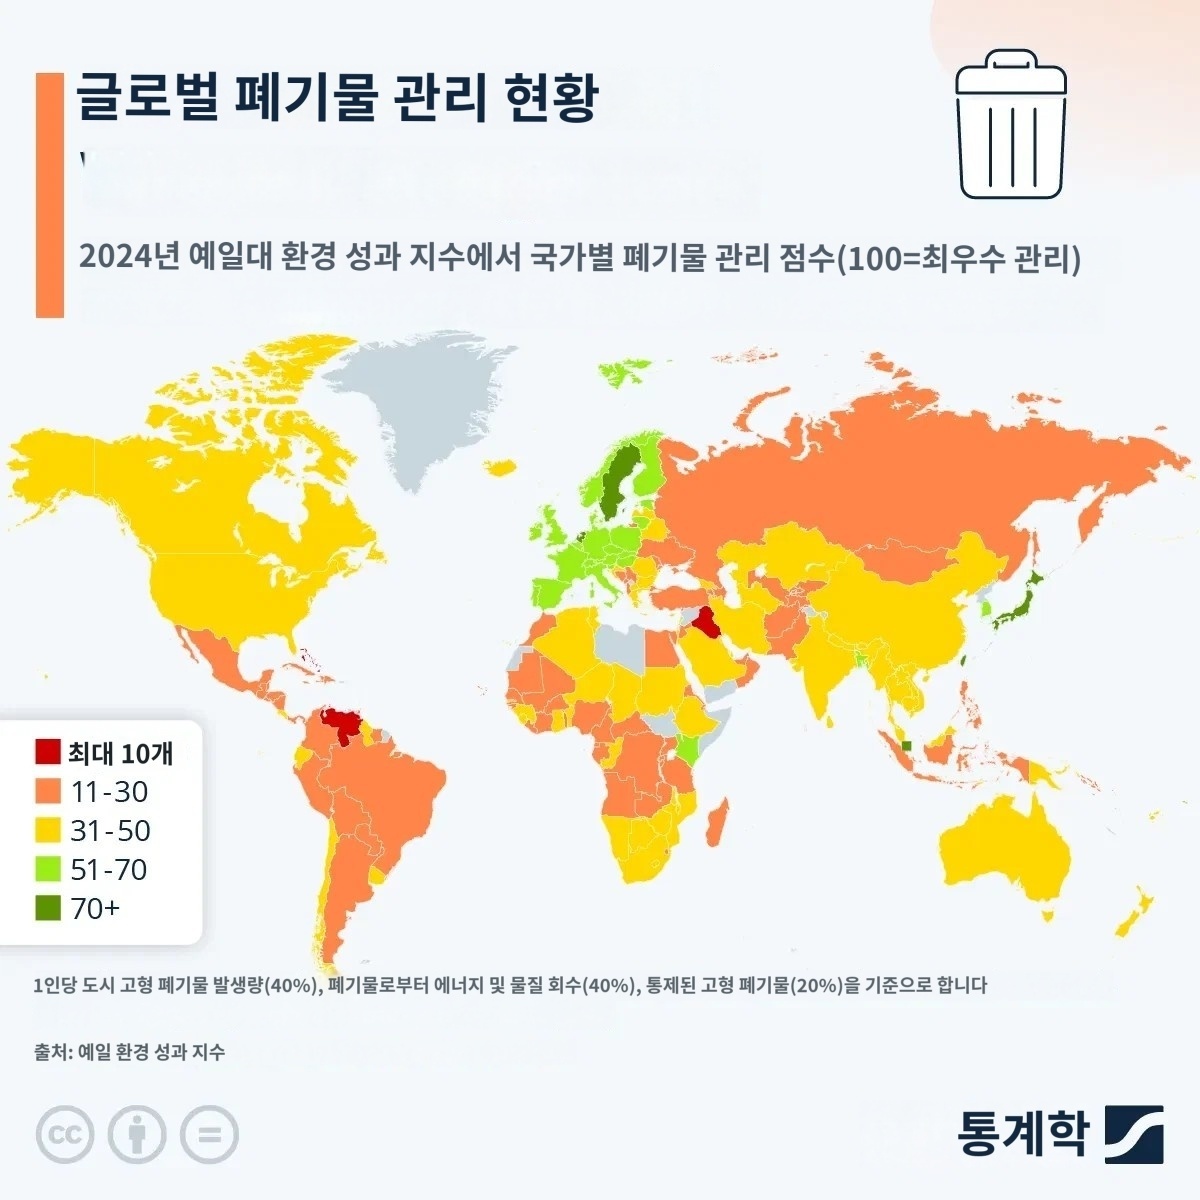 글로벌 폐기물 관리 현황
2024년 예일대 환경 성과 지수에서 국가별 폐기물 관리 점수(100=최우수 관리)
최대 10개
11-30
31-50
51-70
70+
1인당 도시 고형 폐기물 발생량(40%), 폐기물로부터 에너지 및 물질 회수(40%), 통제된 고형 폐기물(20%)을 기준으로 합니다
출처: 예일 환경 성과 지수
cc
통계학